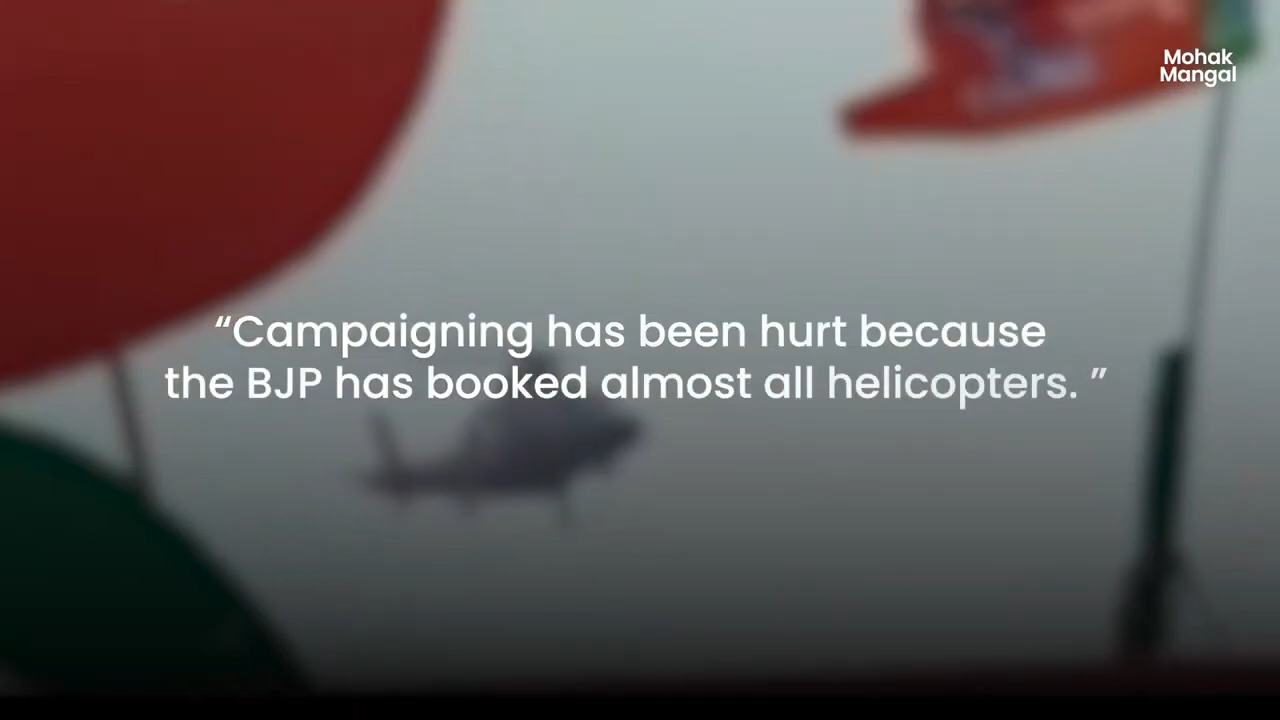 Mohak
Mangal
“Campaigning has been hurt because
the BJP has booked almost all helicopters. ”